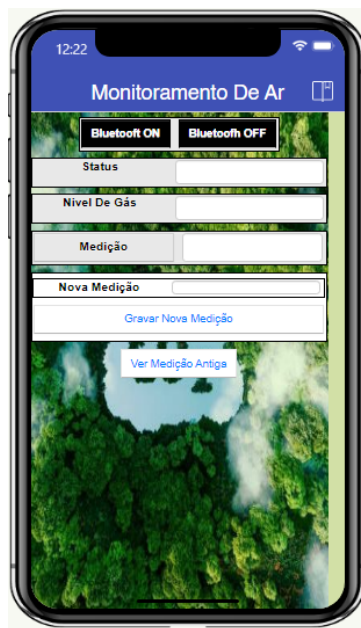 12:22
Monitoramento De Ar
Bluetooft ON Bluetoofh OFF
Status
Nivel De Gás
Medição
Nova Medição
Gravar Nova Medição
Ver Medição Antiga